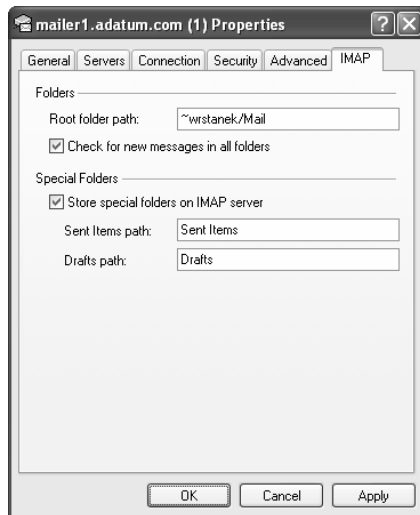 mailer1.adatum.com (1) Properties
General Servers Connection Security Advanced IMAP
Folders
Root folder path: ~wrstanek/Mail
Check for new messages in all folders
Special Folders
Store special folders on IMAP server
Sent Items path: Sent Items
Drafts path: Drafts
OK Cancel Apply